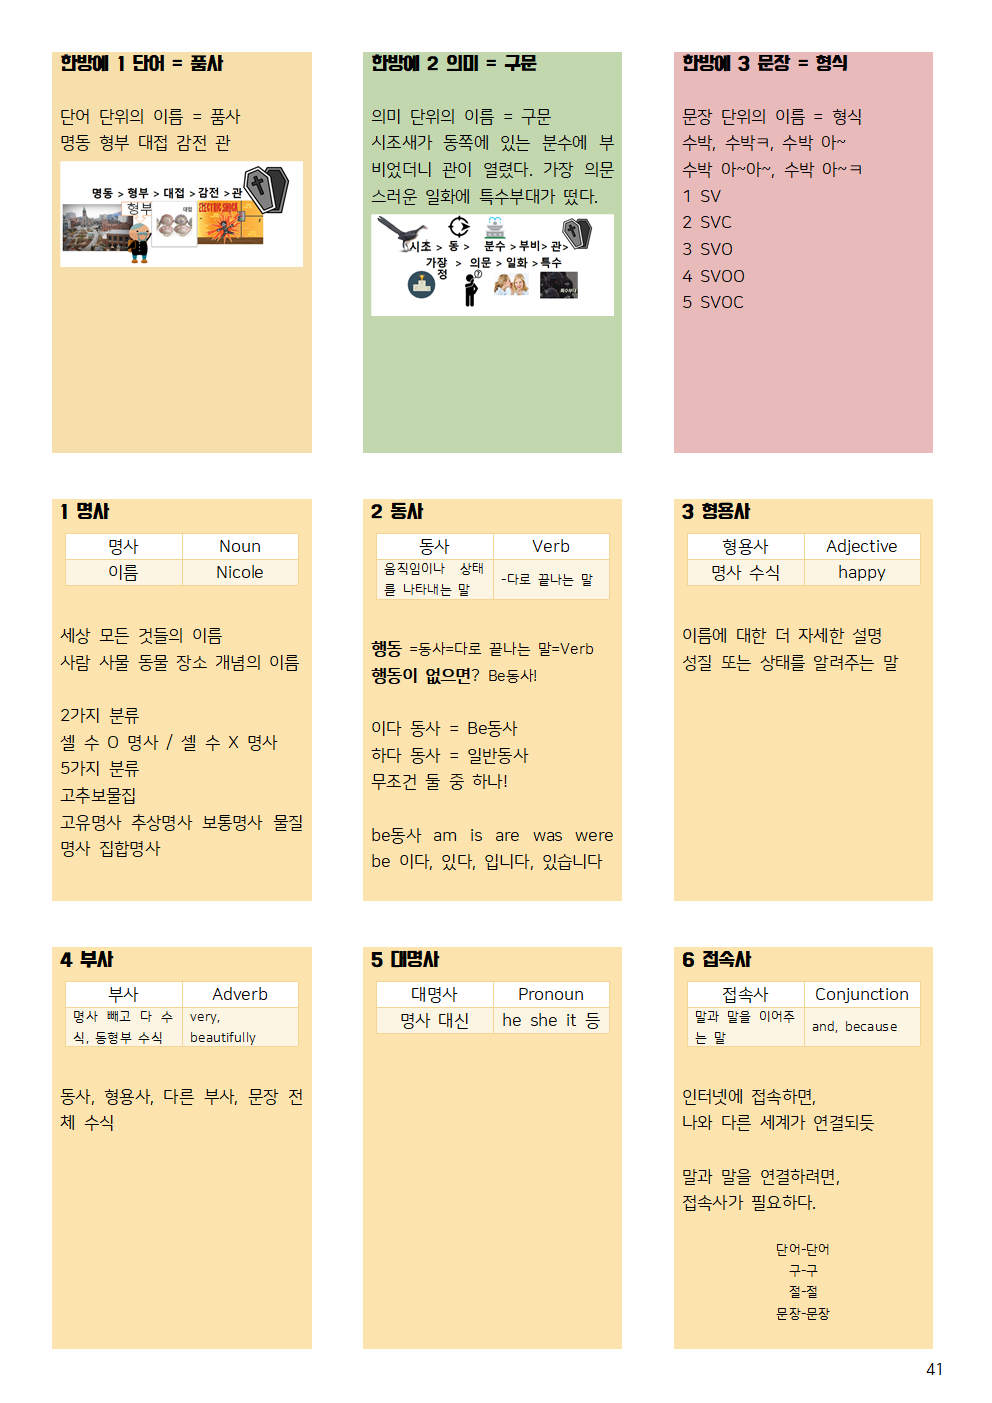 한방에 1 단어 = 품사
단어 단위의 이름 = 품사
명동 형부 대접 감전 관
명동 > 형부 > 대접 > 감전 > 관
형부
대접
ELECTRIC SHOCK
한방에 2 의미 = 구문
의미 단위의 이름 = 구문
시조새가 동쪽에 있는 분수에 부
비었더니 관이 열렸다. 가장 의문
스러운 일화에 특수부대가 떴다.
시조 > 동 > 분수 > 부비 > 관>
가장 > 의문 > 일화 > 특수
정
특수부대
한방에 3 문장 = 형식
문장 단위의 이름 = 형식
수박, 수박ㅋ, 수박 아~
수박 아~아~, 수박 아~ㅋ
1 SV
2 SVC
3 SVO
4 SVOO
5 SVOC
1 명사
명사 Noun
이름 Nicole
세상 모든 것들의 이름
사람 사물 동물 장소 개념의 이름
2가지 분류
셀 수 O 명사 / 셀 수 X 명사
5가지 분류
고추보물집
고유명사 추상명사 보통명사 물질
명사 집합명사
2 동사
동사 Verb
움직임이나 상태
를 나타내는 말
-다로 끝나는 말
행동 =동사=다로 끝나는 말=Verb
행동이 없으면? Be동사!
이다 동사 = Be동사
하다 동사 = 일반동사
무조건 둘 중 하나!
be동사 am is are was were
be 이다, 있다, 입니다, 있습니다
3 형용사
형용사 Adjective
명사 수식 happy
이름에 대한 더 자세한 설명
성질 또는 상태를 알려주는 말
4 부사
부사 Adverb
명사 빼고 다 수
식, 동형부 수식
very,
beautifully
동사, 형용사, 다른 부사, 문장 전
체 수식
5 대명사
대명사 Pronoun
명사 대신 he she it 등
6 접속사
접속사 Conjunction
말과 말을 이어주
는 말
and, because
인터넷에 접속하면,
나와 다른 세계가 연결되듯
말과 말을 연결하려면,
접속사가 필요하다.
단어-단어
구-구
절-절
문장-문장
41